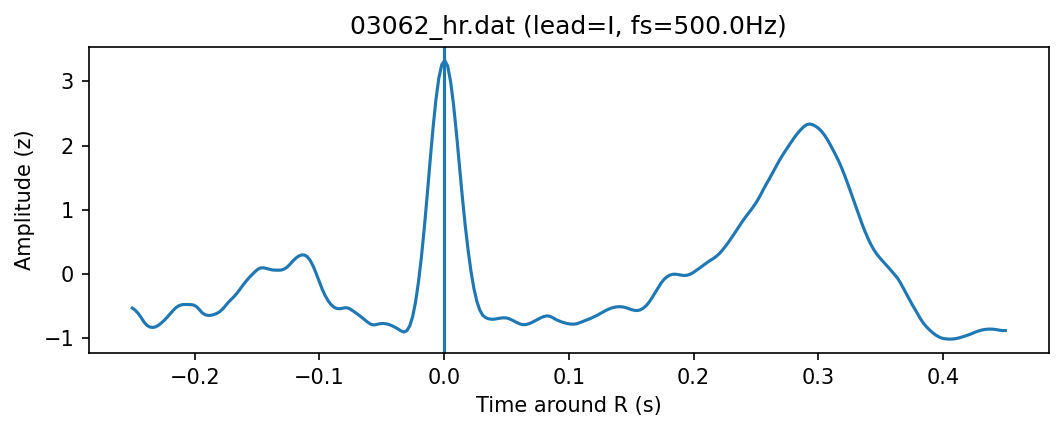 03062_hr.dat (lead=I, fs=500.0Hz)
Amplitude (z)
3
2
1
0
−1
−0.2 −0.1 0.0 0.1 0.2 0.3 0.4
Time around R (s)